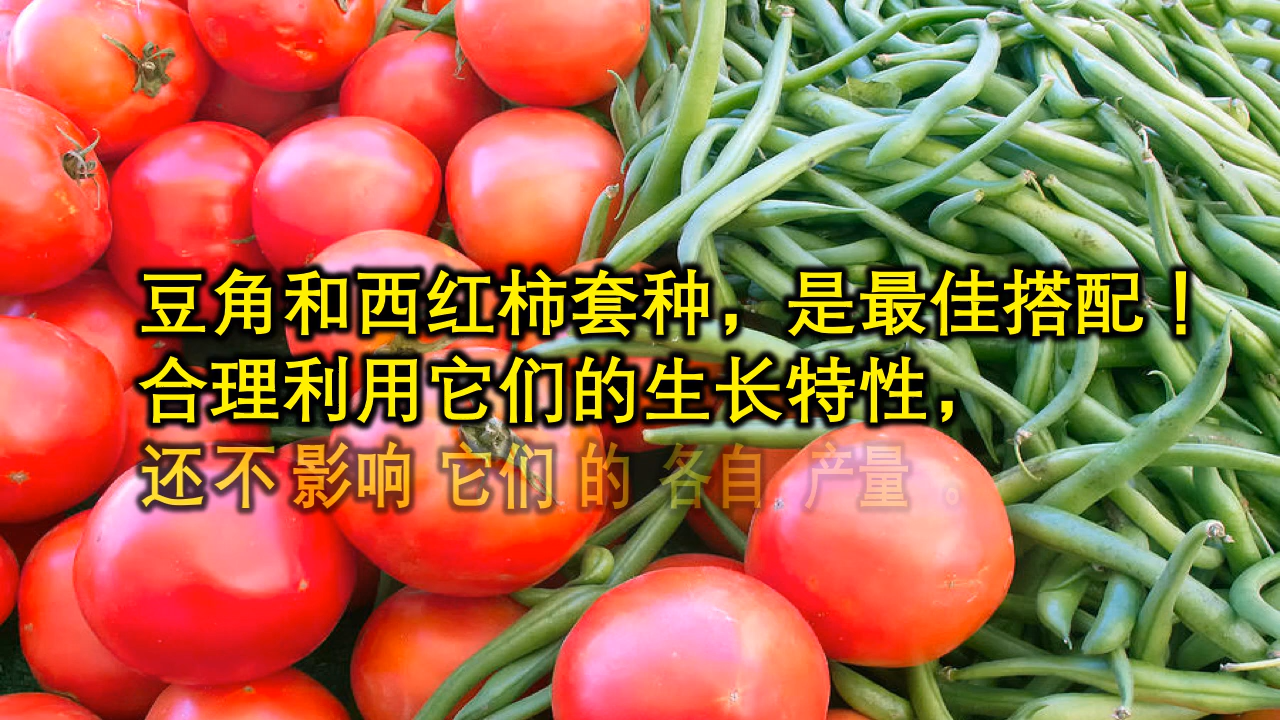 豆角和西红柿套种，是最佳搭配！
合理利用它们的生长特性，
还不影响它们的各自产量。